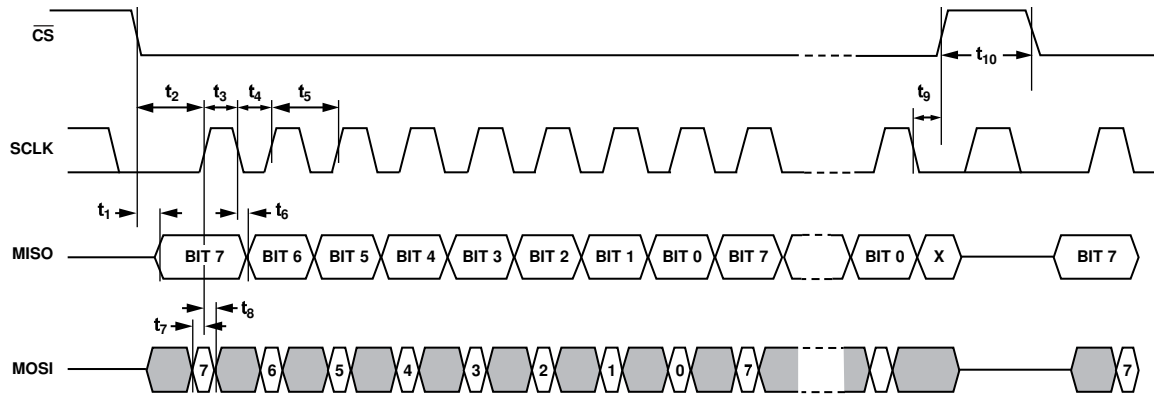 CS
t10
t2 t3 t4 t5
t9
SCLK
t1 t6
MISO BIT 7 BIT 6 BIT 5 BIT 4 BIT 3 BIT 2 BIT 1 BIT 0 BIT 7 BIT 0 X BIT 7
t7 t8
MOSI 7 6 5 4 3 2 1 0 7 7